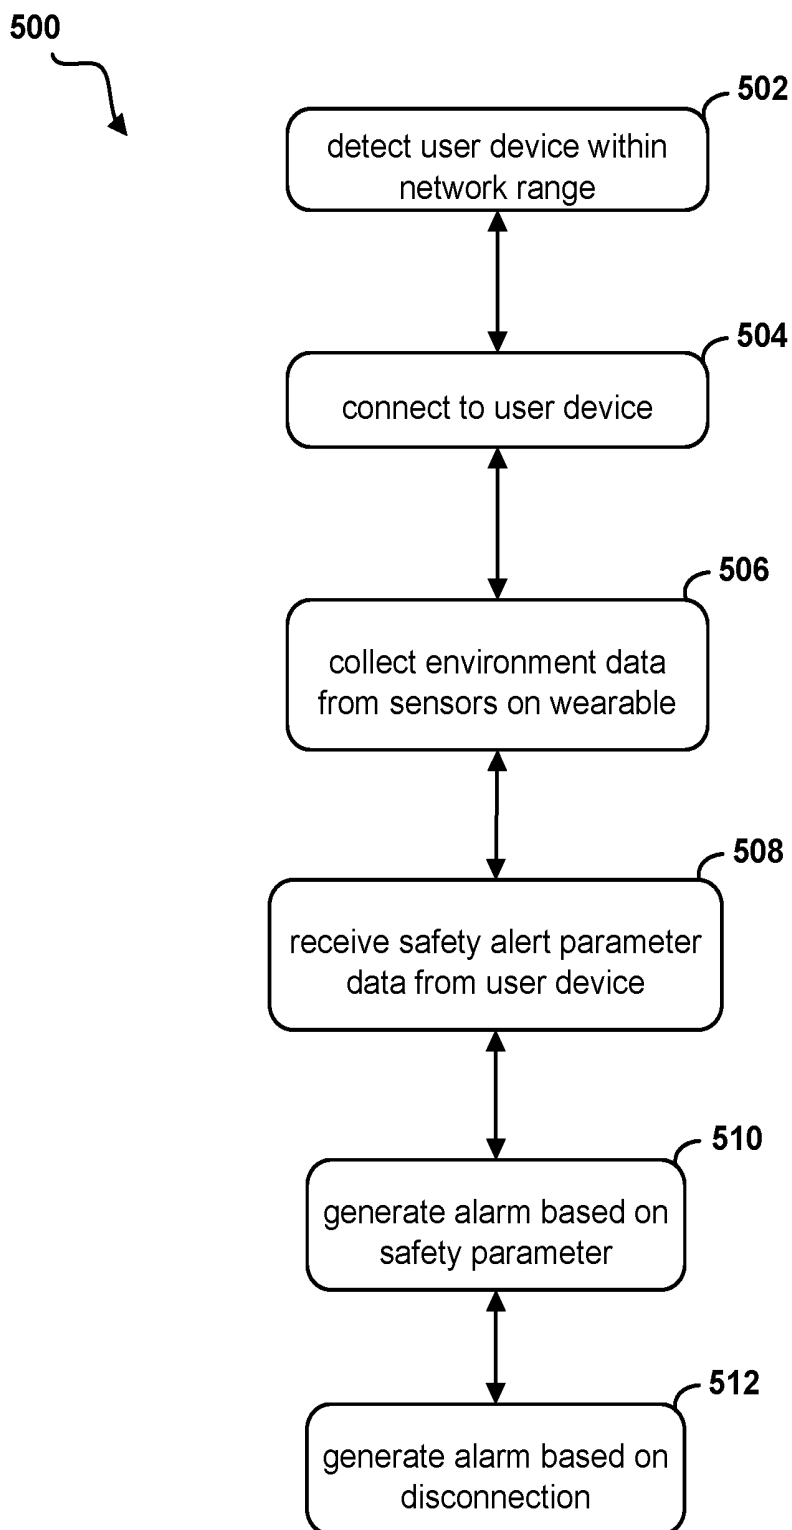 500
502
detect user device within
network range
504
connect to user device
506
collect environment data
from sensors on wearable
508
receive safety alert parameter
data from user device
510
generate alarm based on
safety parameter
512
generate alarm based on
disconnection